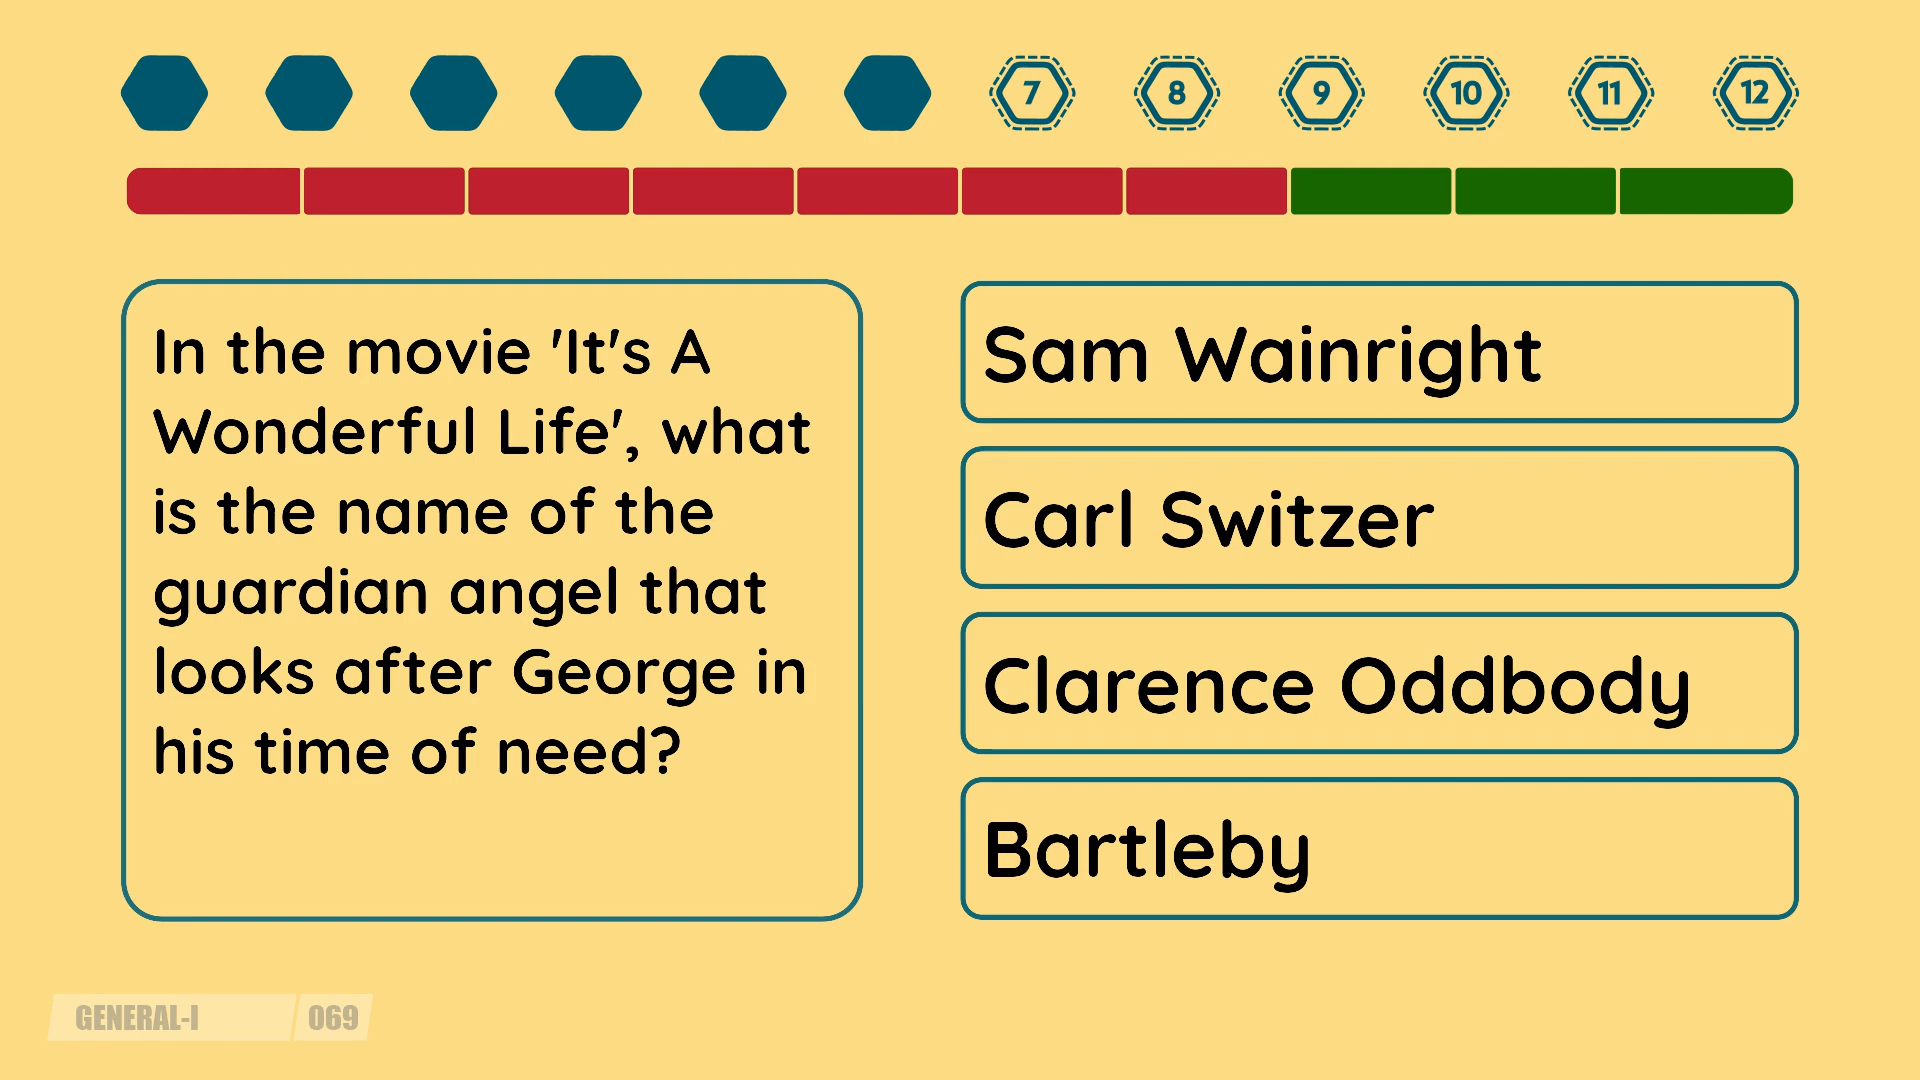 7 8 9 10 11 12
In the movie 'It's A
Wonderful Life', what
is the name of the
guardian angel that
looks after George in
his time of need?
Sam Wainright
Carl Switzer
Clarence Oddbody
Bartleby
GENERAL-I 069